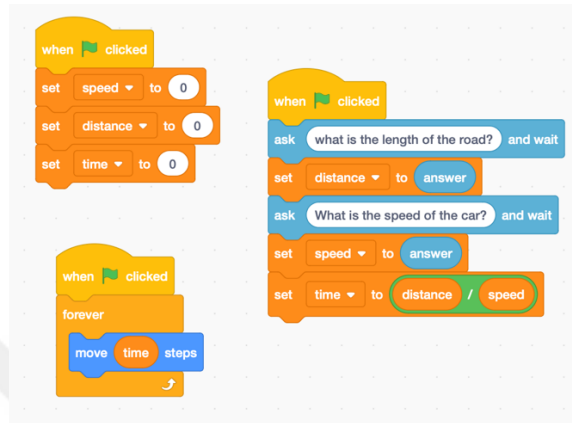 when clicked
set speed to 0
set distance to 0
set time to 0
when clicked
forever
move time steps
when clicked
ask what is the length of the road? and wait
set distance to answer
ask What is the speed of the car? and wait
set speed to answer
set time to distance / speed